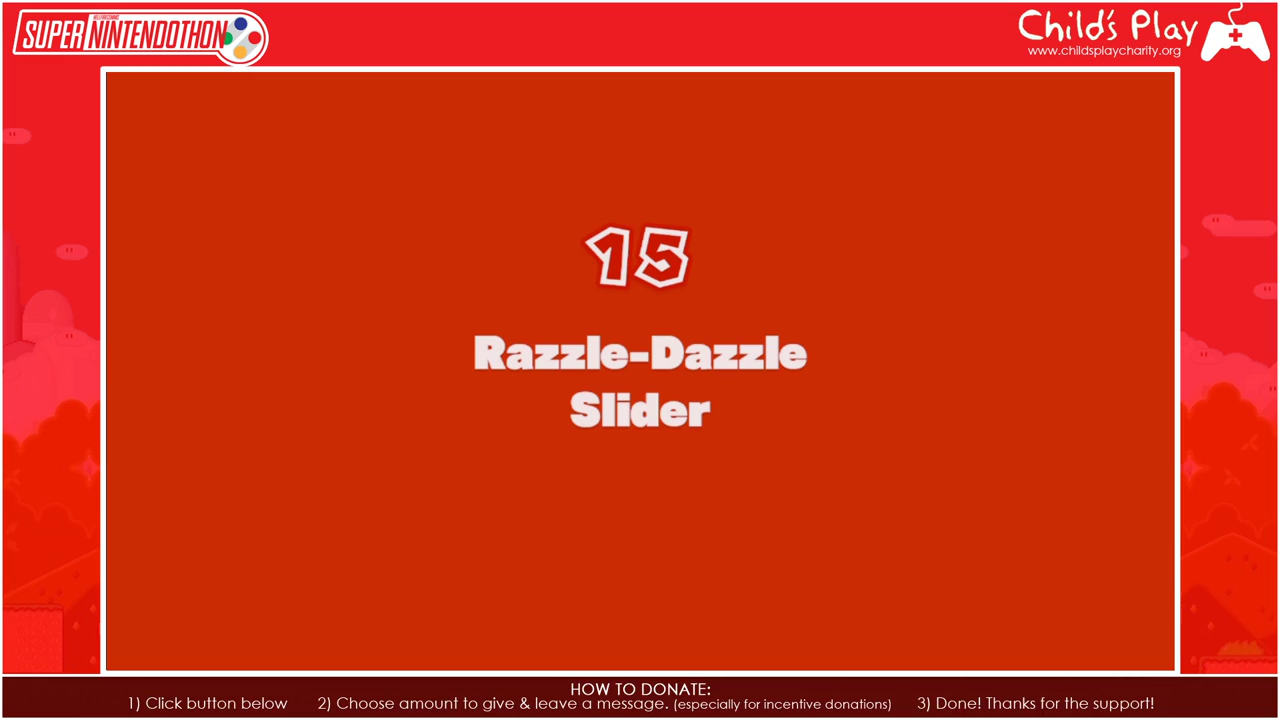 SUPER NINTENDOTHON
Child's Play
www.childsplaycharity.org
15
Razzle-Dazzle
Slider
HOW TO DONATE:
1) Click button below 2) Choose amount to give & leave a message. (especially for incentive donations) 3) Done! Thanks for the support!